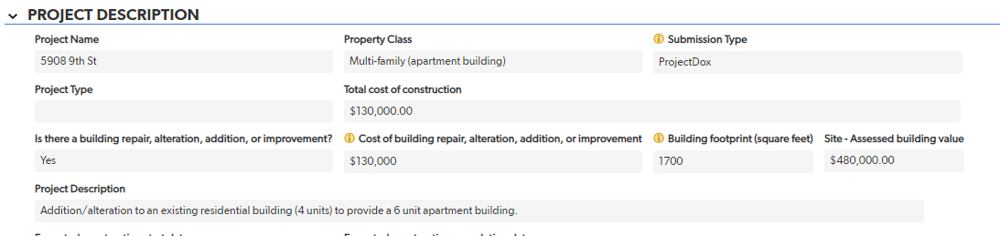 PROJECT DESCRIPTION
Project Name Property Class Submission Type
5908 9th St Multi-family (apartment building) ProjectDox
Project Type Total cost of construction
$130,000.00
Is there a building repair, alteration, addition, or improvement? Cost of building repair, alteration, addition, or improvement Building footprint (square feet) Site - Assessed building value
Yes $130,000 1700 $480,000.00
Project Description
Addition/alteration to an existing residential building (4 units) to provide a 6 unit apartment building.